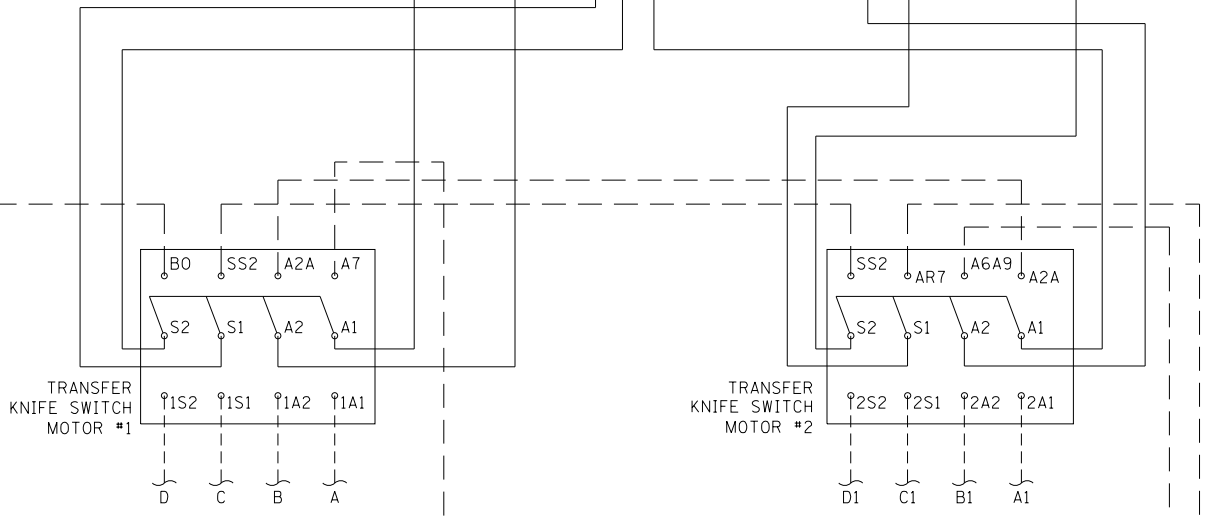 BO SS2 A2A A7
S2 S1 A2 A1
TRANSFER
KNIFE SWITCH
MOTOR #1
1S2 1S1 1A2 1A1
D C B A
SS2 AR7 A6A9 A2A
S2 S1 A2 A1
TRANSFER
KNIFE SWITCH
MOTOR #2
2S2 2S1 2A2 2A1
D1 C1 B1 A1